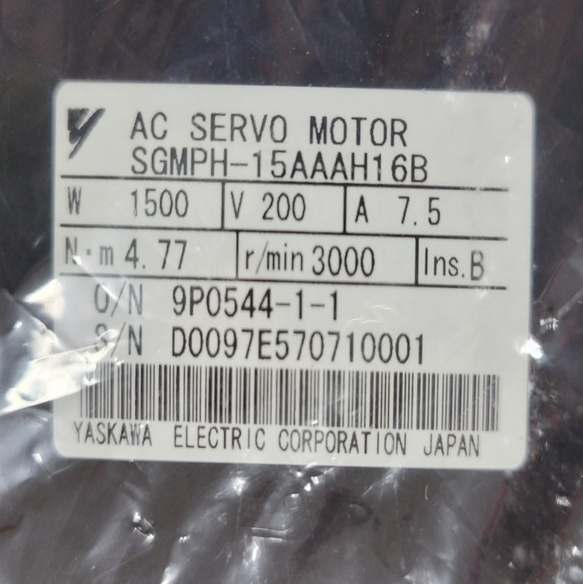 AC SERVO MOTOR
SGMPH-15AAAH16B
W 1500 V 200 A 7.5
N·m 4.77 r/min 3000 Ins. B
O/N 9P0544-1-1
S/N D0097E570710001
YASKAWA ELECTRIC CORPORATION JAPAN